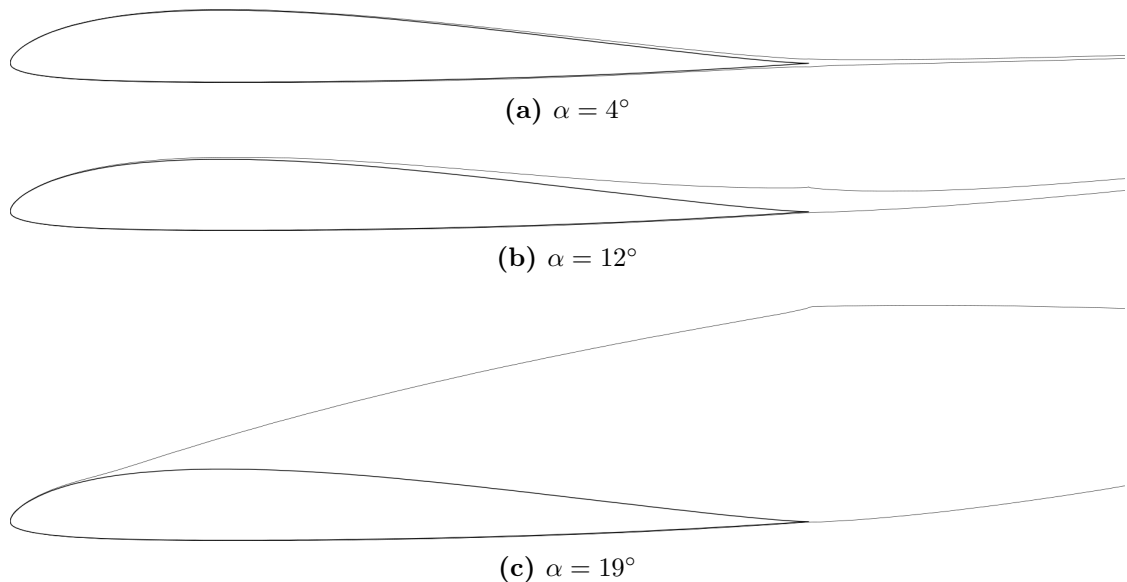 (a) α = 4°
(b) α = 12°
(c) α = 19°